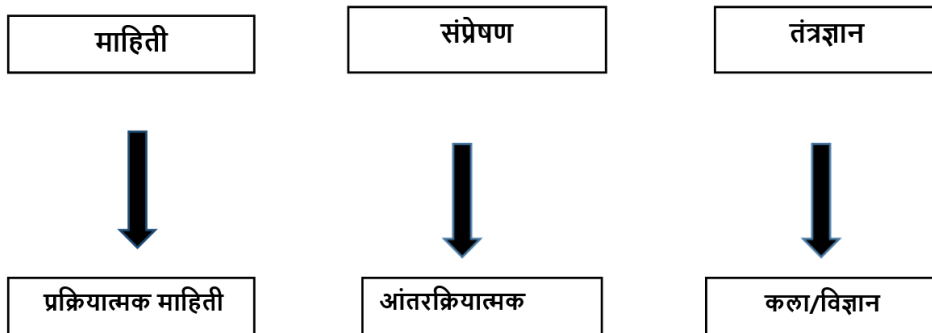 माहिती
संप्रेषण
तंत्रज्ञान
प्रक्रियात्मक माहिती
आंतरक्रियात्मक
कला/विज्ञान